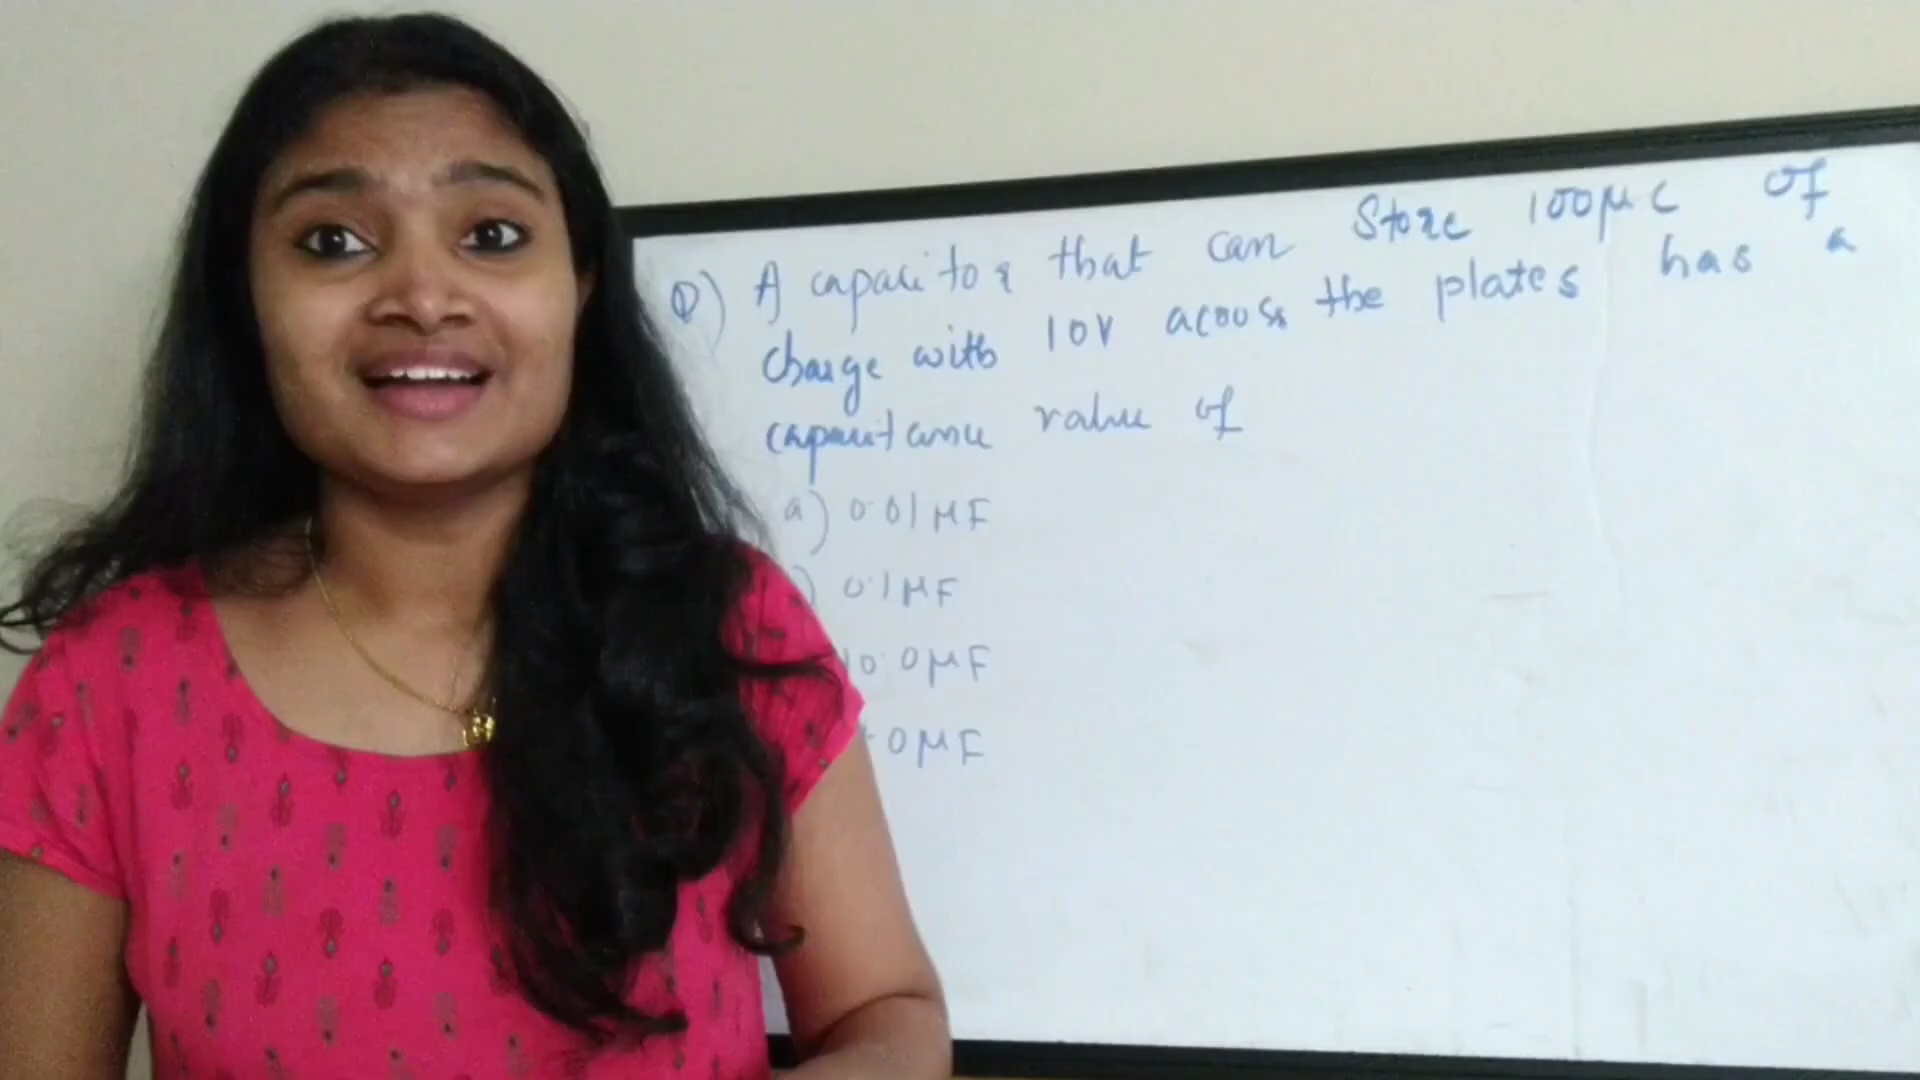 Q) A capacitor that can Store 100μC of
charge with 10V across the plates has a
capacitance value of
a) 0.01μF
) 0.1μF
10.0μF
.0μF